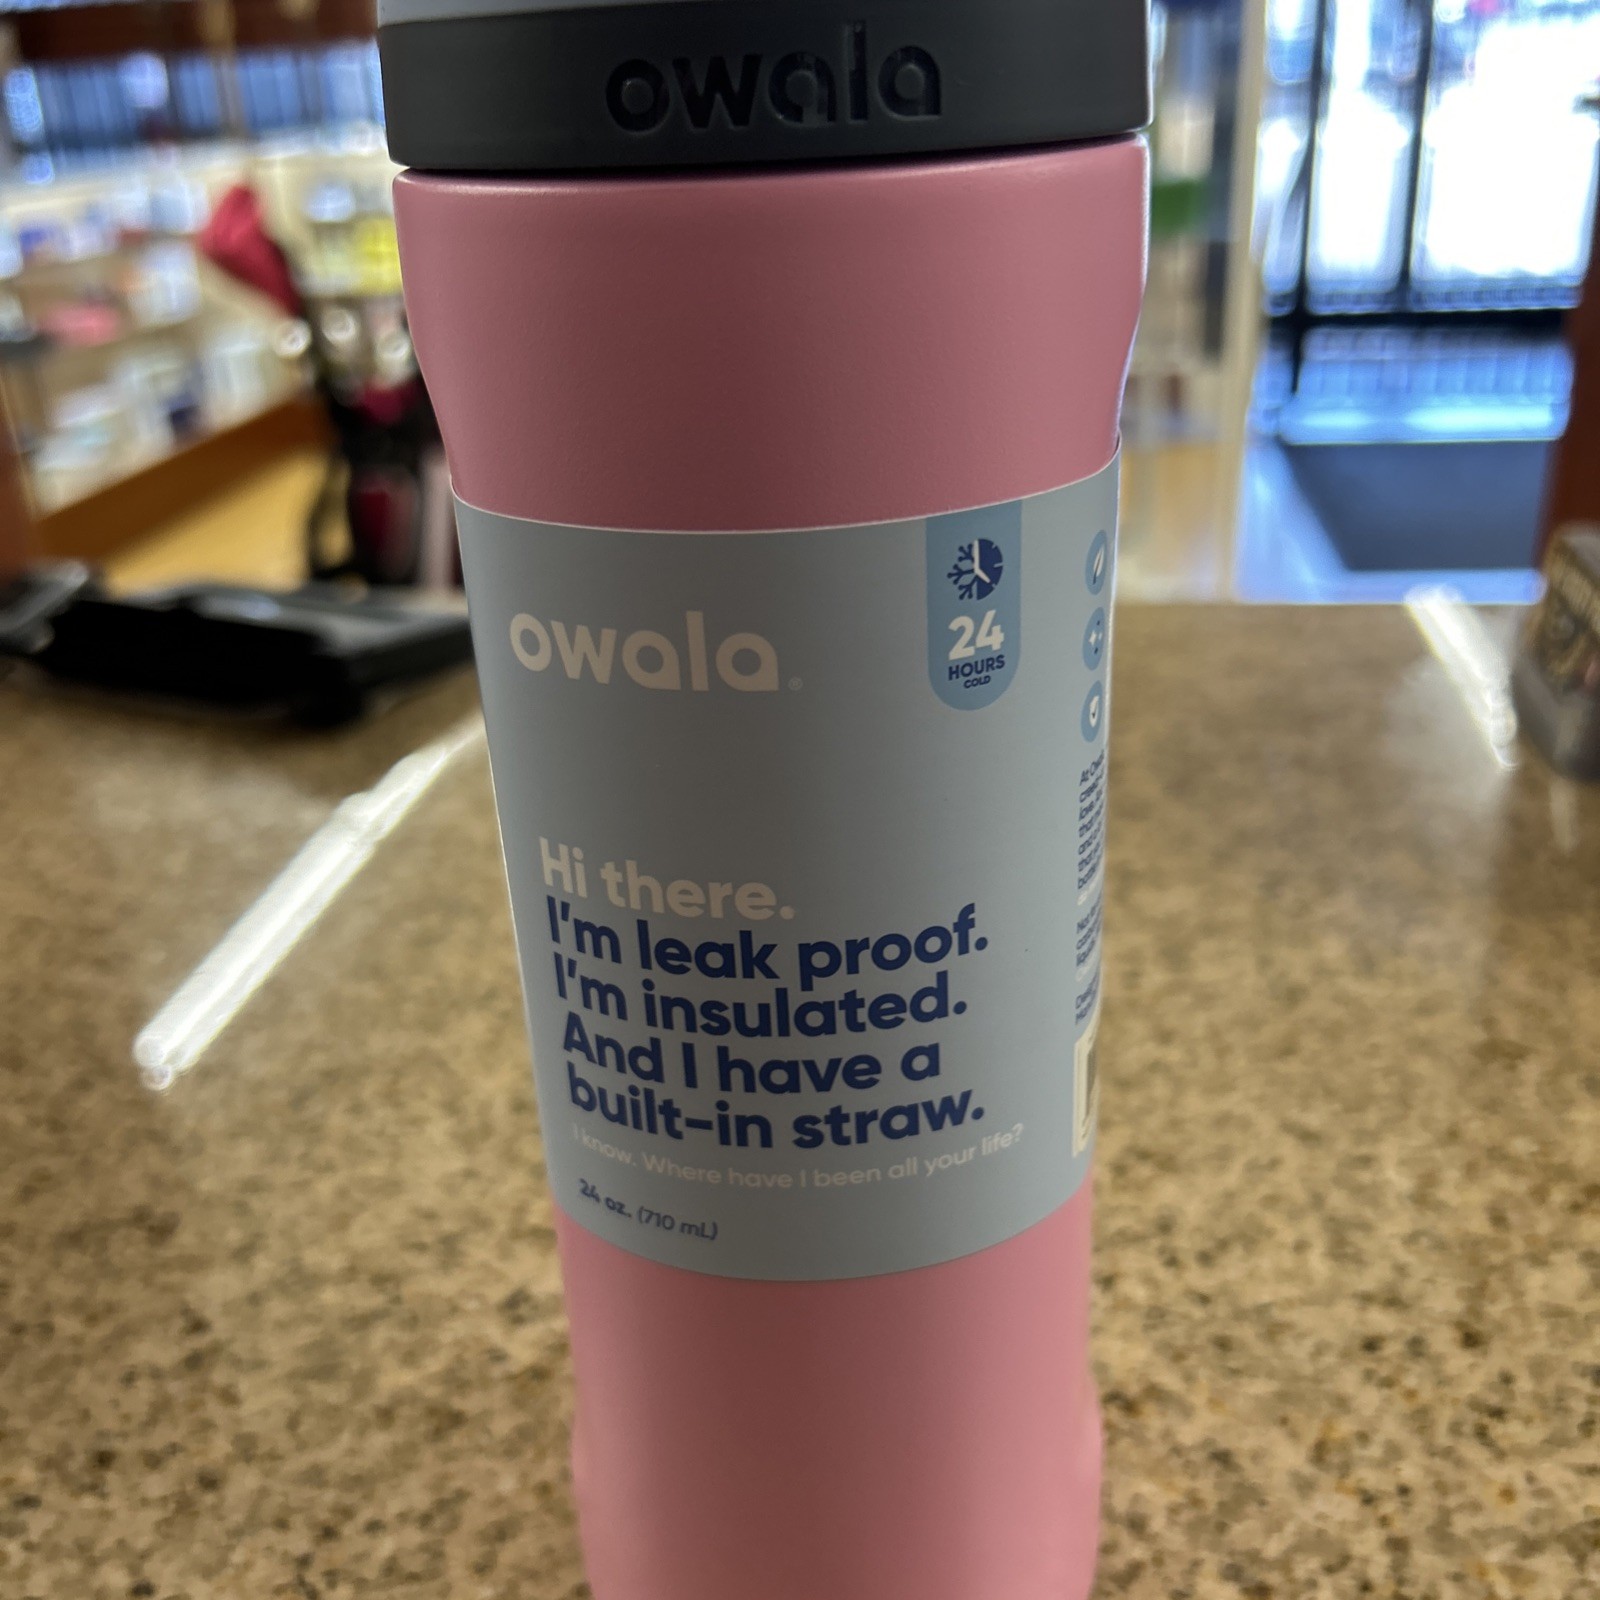 owala
owala®
24
HOURS
COLD
Hi there.
I'm leak proof.
I'm insulated.
And I have a
built-in straw.
I know. Where have I been all your life?
24 oz. (710 mL)